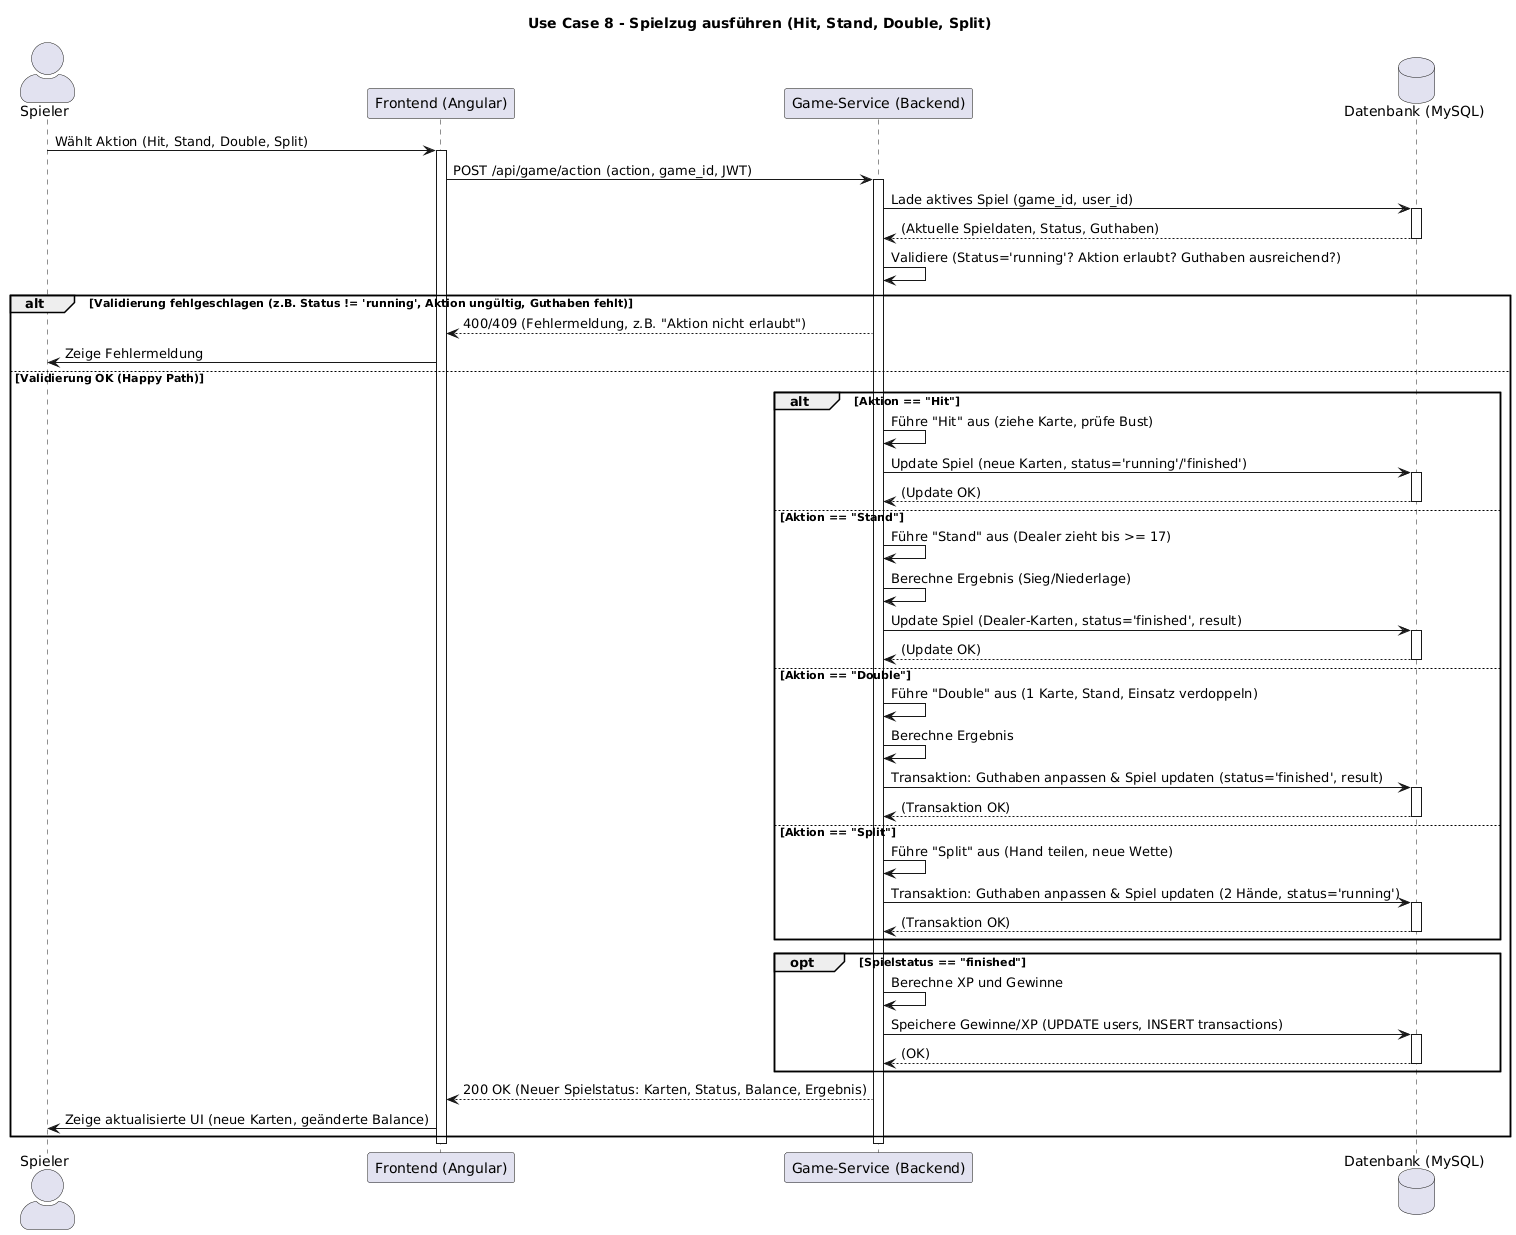 Use Case 8 - Spielzug ausführen (Hit, Stand, Double, Split)
Spieler
Frontend (Angular)
Game-Service (Backend)
Datenbank (MySQL)
Wählt Aktion (Hit, Stand, Double, Split)
POST /api/game/action (action, game_id, JWT)
Lade aktives Spiel (game_id, user_id)
(Aktuelle Spieldaten, Status, Guthaben)
Validiere (Status='running'? Aktion erlaubt? Guthaben ausreichend?)
alt
[Validierung fehlgeschlagen (z.B. Status != 'running', Aktion ungültig, Guthaben fehlt)]
400/409 (Fehlermeldung, z.B. "Aktion nicht erlaubt")
Zeige Fehlermeldung
[Validierung OK (Happy Path)]
alt
[Aktion == "Hit"]
Führe "Hit" aus (ziehe Karte, prüfe Bust)
Update Spiel (neue Karten, status='running'/'finished')
(Update OK)
[Aktion == "Stand"]
Führe "Stand" aus (Dealer zieht bis >= 17)
Berechne Ergebnis (Sieg/Niederlage)
Update Spiel (Dealer-Karten, status='finished', result)
(Update OK)
[Aktion == "Double"]
Führe "Double" aus (1 Karte, Stand, Einsatz verdoppeln)
Berechne Ergebnis
Transaktion: Guthaben anpassen & Spiel updaten (status='finished', result)
(Transaktion OK)
[Aktion == "Split"]
Führe "Split" aus (Hand teilen, neue Wette)
Transaktion: Guthaben anpassen & Spiel updaten (2 Hände, status='running')
(Transaktion OK)
opt
[Spielstatus == "finished"]
Berechne XP und Gewinne
Speichere Gewinne/XP (UPDATE users, INSERT transactions)
(OK)
200 OK (Neuer Spielstatus: Karten, Status, Balance, Ergebnis)
Zeige aktualisierte UI (neue Karten, geänderte Balance)
Spieler
Frontend (Angular)
Game-Service (Backend)
Datenbank (MySQL)